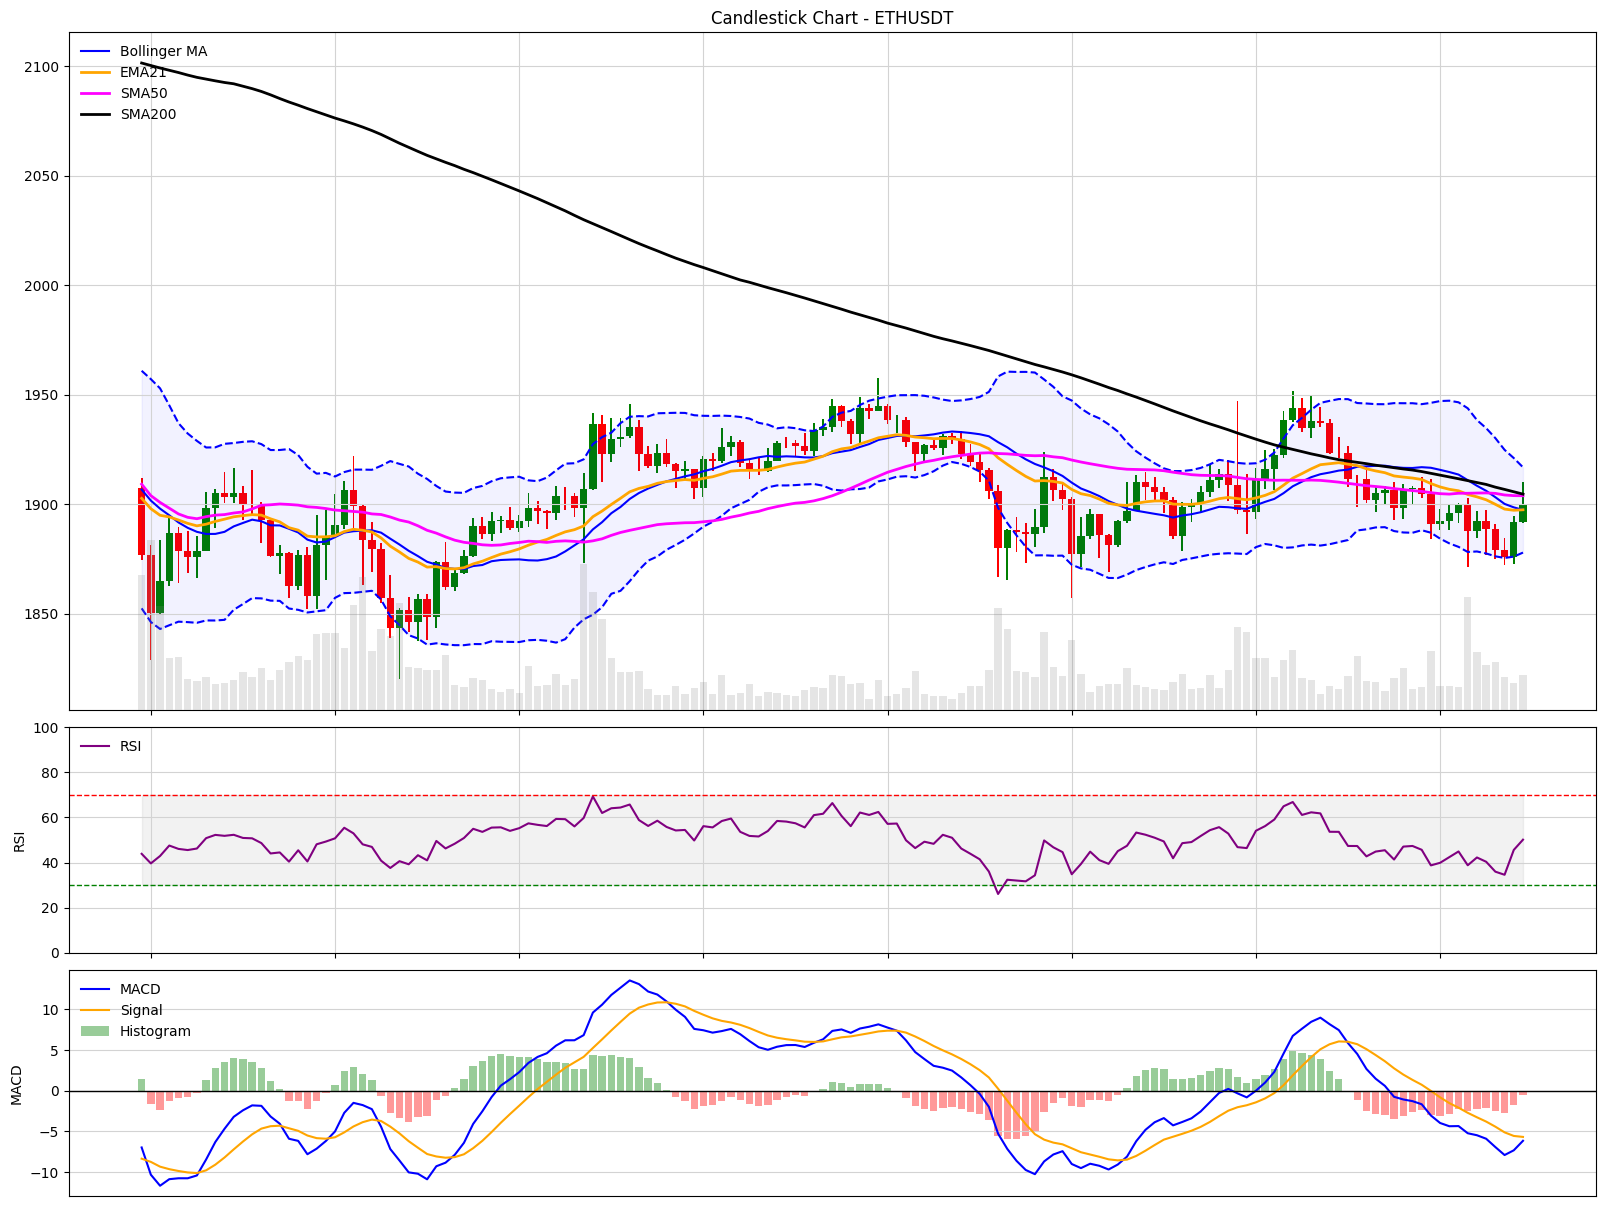 Candlestick Chart - ETHUSDT
Bollinger MA
EMA21
SMA50
SMA200
2100
2050
2000
1950
1900
1850
RSI
100
80
60
40
20
0
RSI
MACD
Signal
Histogram
10
5
0
−5
−10
MACD